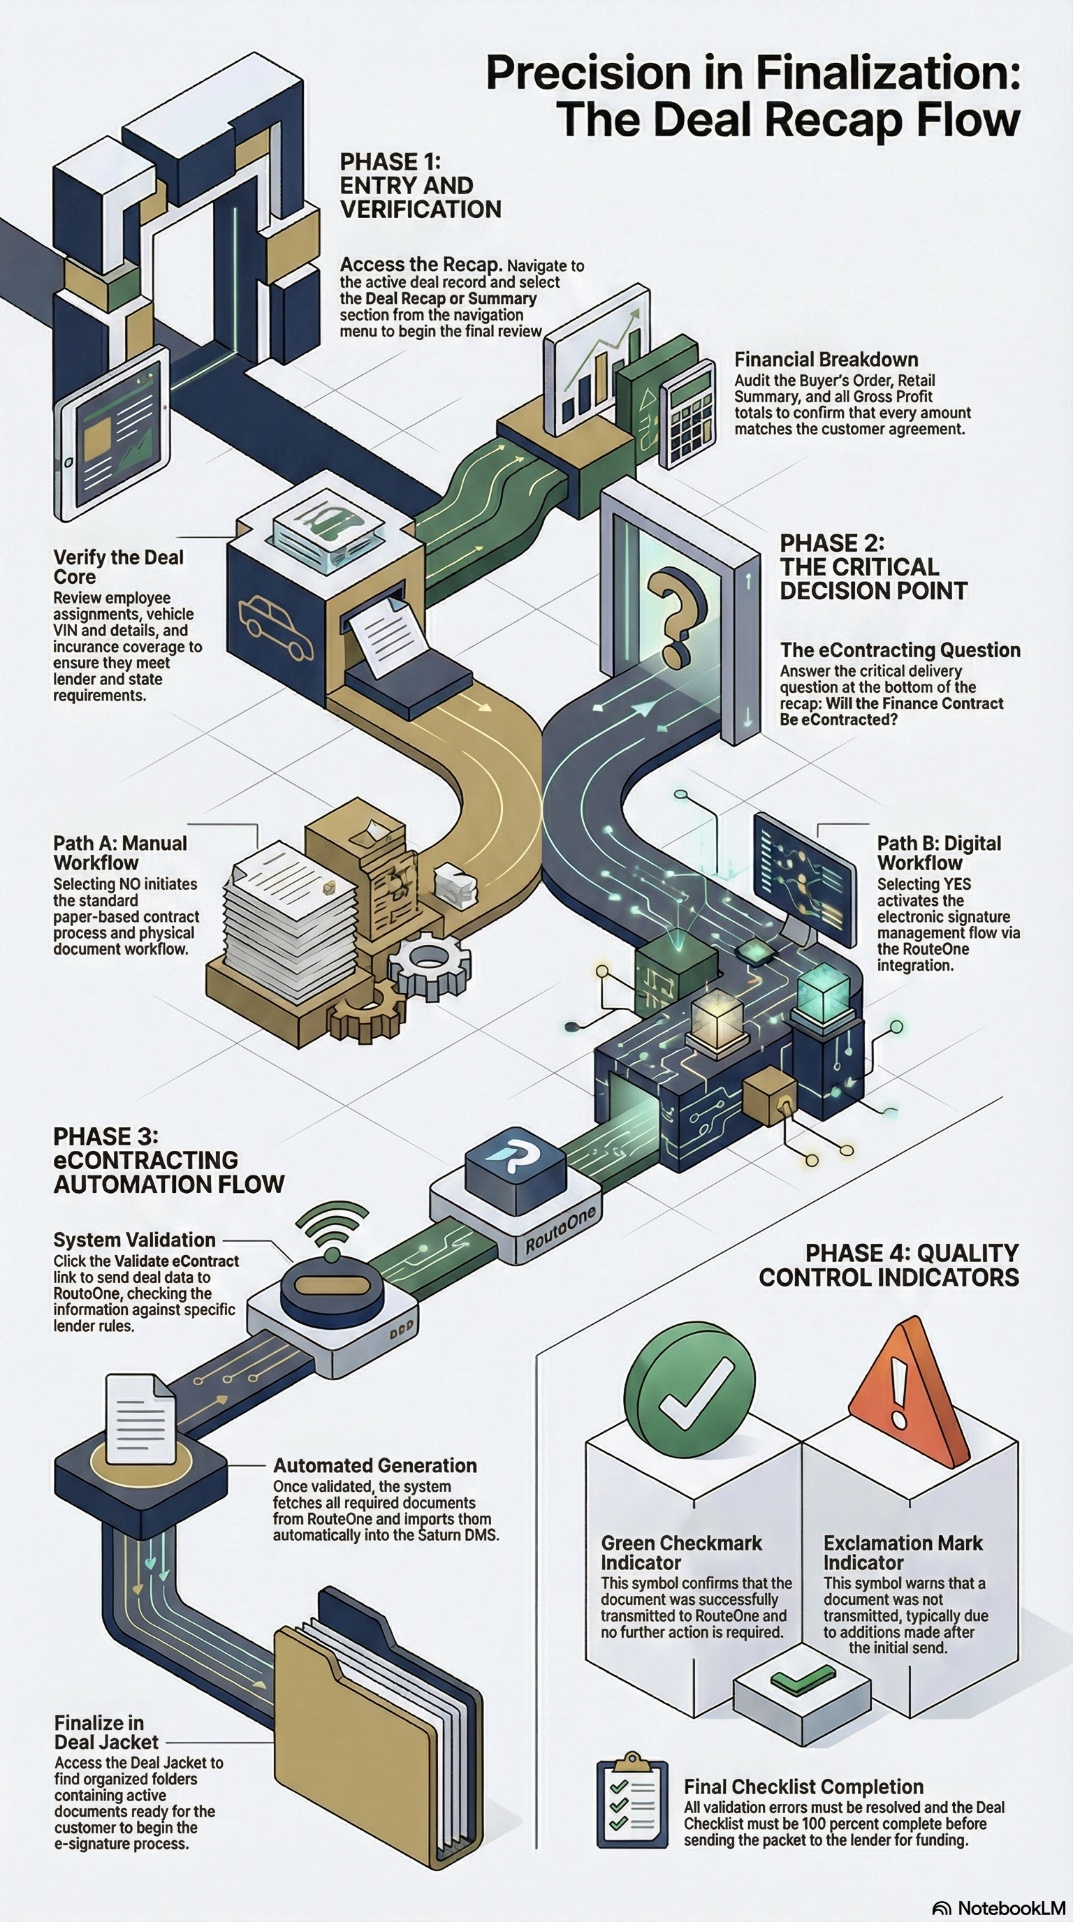 Precision in Finalization:
The Deal Recap Flow
PHASE 1:
ENTRY AND
VERIFICATION
Access the Recap. Navigate to
the active deal record and select
the Deal Recap or Summary
section from the navigation
menu to begin the final review
Financial Breakdown
Audit the Buyer's Order, Retail
Summary, and all Gross Profit
totals to confirm that every amount
matches the customer agreement.
Verify the Deal
Core
Review employee
assignments, vehicle
VIN and details, and
incurance coverage to
ensure they meet
lender and state
requirements.
PHASE 2:
THE CRITICAL
DECISION POINT
The eContracting Question
Answer the critical delivery
question at the bottom of the
recap: Will the Finance Contract
Be eContracted?
Path A: Manual
Workflow
Selecting NO initiates
the standard
paper-based contract
process and physical
document workflow.
Path B: Digital
Workflow
Selecting YES
activates the
electronic signature
management flow via
the RouteOne
integration.
PHASE 3:
eCONTRACTING
AUTOMATION FLOW
RoutaOne
System Validation
Click the Validate eContract
link to send deal data to
RoutoOne, checking the
information against specific
lender rules.
DDD
Automated Generation
Once validated, the system
fetches all required documents
from RouteOne and imports thom
automatically into the Saturn DMS.
Finalize in
Deal Jacket
Access the Deal Jacket to
find organized folders
containing active
documents ready for the
customer to begin the
e-signature process.
PHASE 4: QUALITY
CONTROL INDICATORS
Green Checkmark
Indicator
This symbol confirms that the
document was successfully
transmitted to RouteOne and
no further action is required.
Exclamation Mark
Indicator
This symbol warns that a
document was not
transmitted, typically due
to additions made after
the initial send.
Final Checklist Completion
All validation errors must be resolved and the Deal
Checklist must be 100 percent complete before
sending the packet to the lender for funding.
NotebookLM